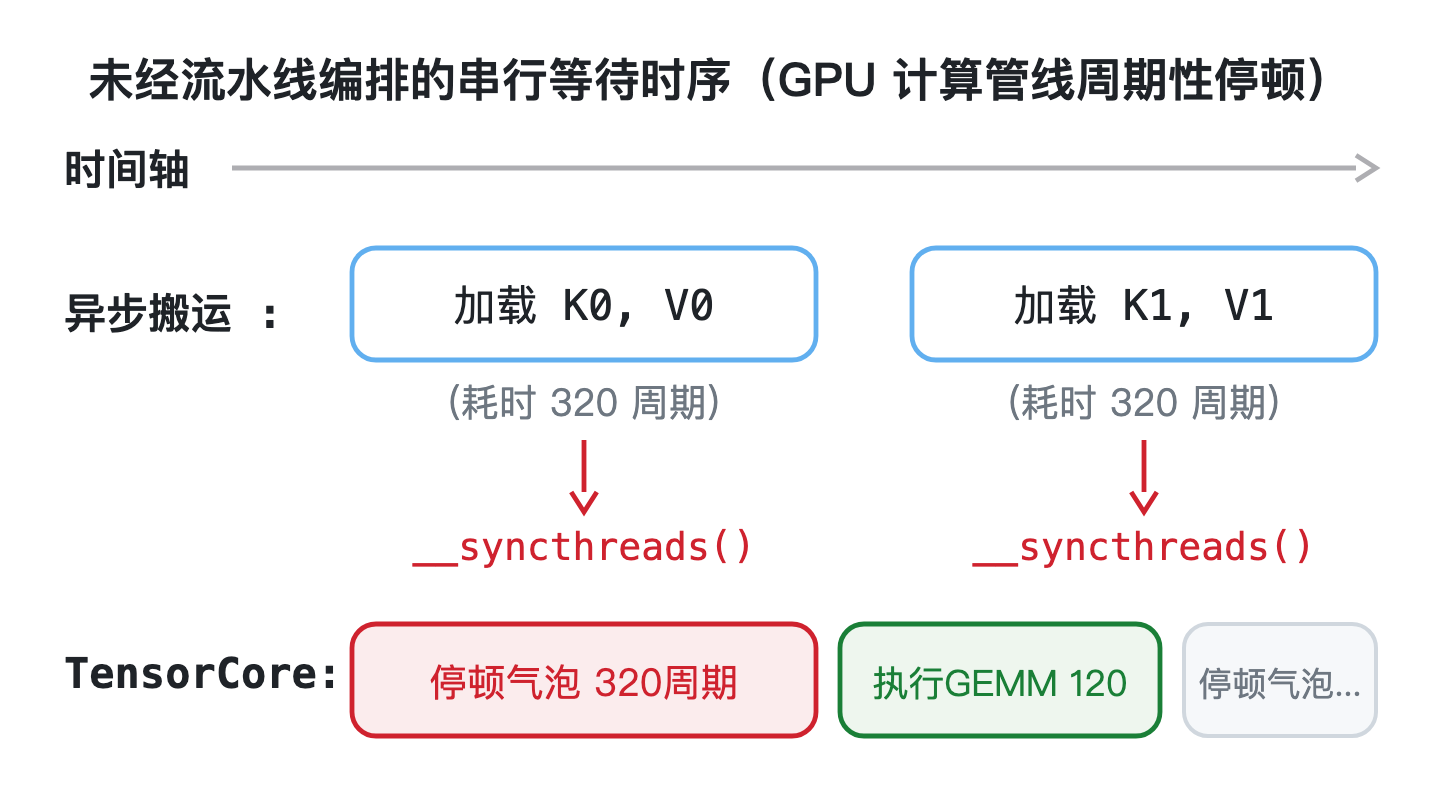 未经流水线编排的串行等待时序（GPU 计算管线周期性停顿）
时间轴
异步搬运 :
加载 K0, V0
加载 K1, V1
(耗时 320 周期)
(耗时 320 周期)
__syncthreads()
__syncthreads()
TensorCore:
停顿气泡 320周期
执行GEMM 120
停顿气泡...